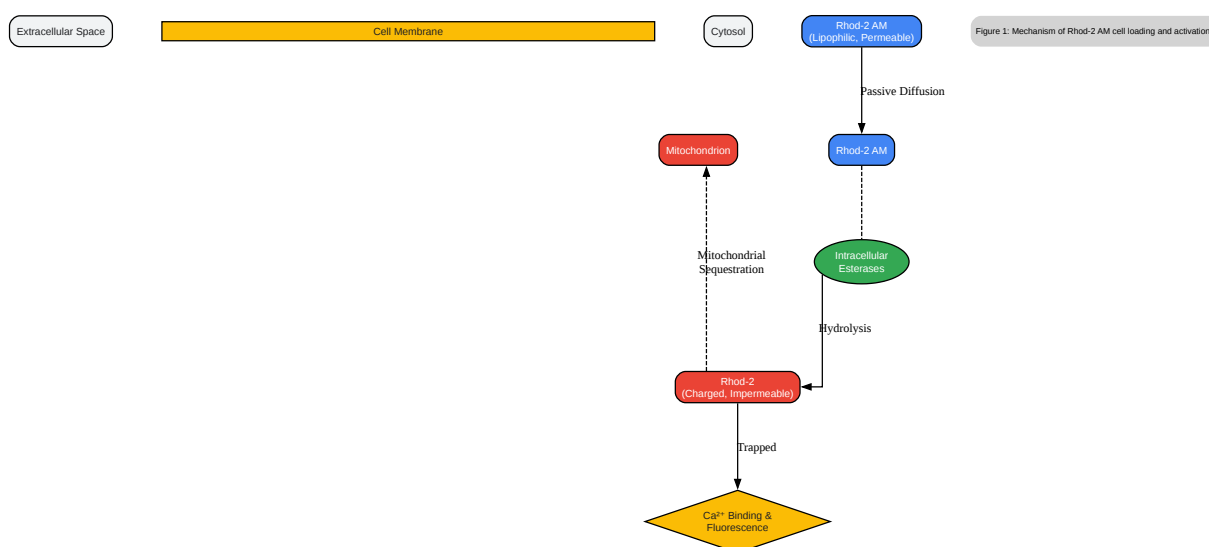 Extracellular Space
Cell Membrane
Cytosol
Rhod-2 AM
(Lipophilic, Permeable)
Figure 1: Mechanism of Rhod-2 AM cell loading and activation
Passive Diffusion
Mitochondrion
Rhod-2 AM
Mitochondrial
Sequestration
Intracellular
Esterases
Hydrolysis
Rhod-2
(Charged, Impermeable)
Trapped
Ca²⁺ Binding &
Fluorescence